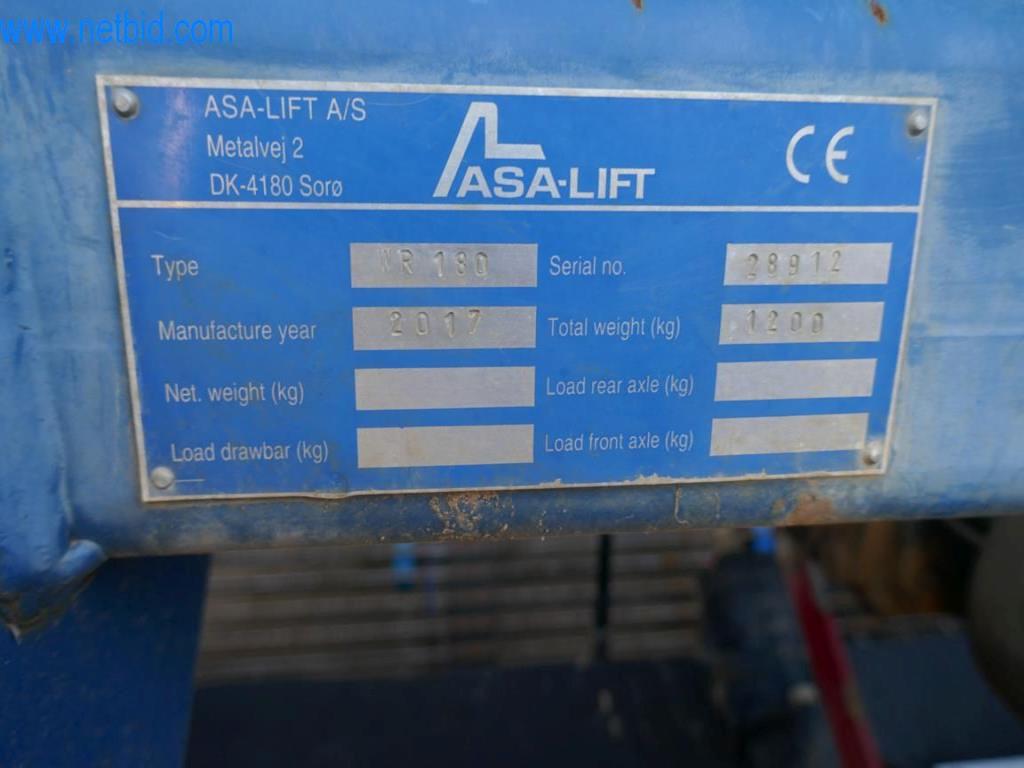 www.netbid.com
ASA-LIFT A/S
Metalvej 2
DK-4180 Sorø
ASA-LIFT
CE
Type WR 180 Serial no. 28912
Manufacture year 2017 Total weight (kg) 1200
Net. weight (kg) Load rear axle (kg)
Load drawbar (kg) Load front axle (kg)